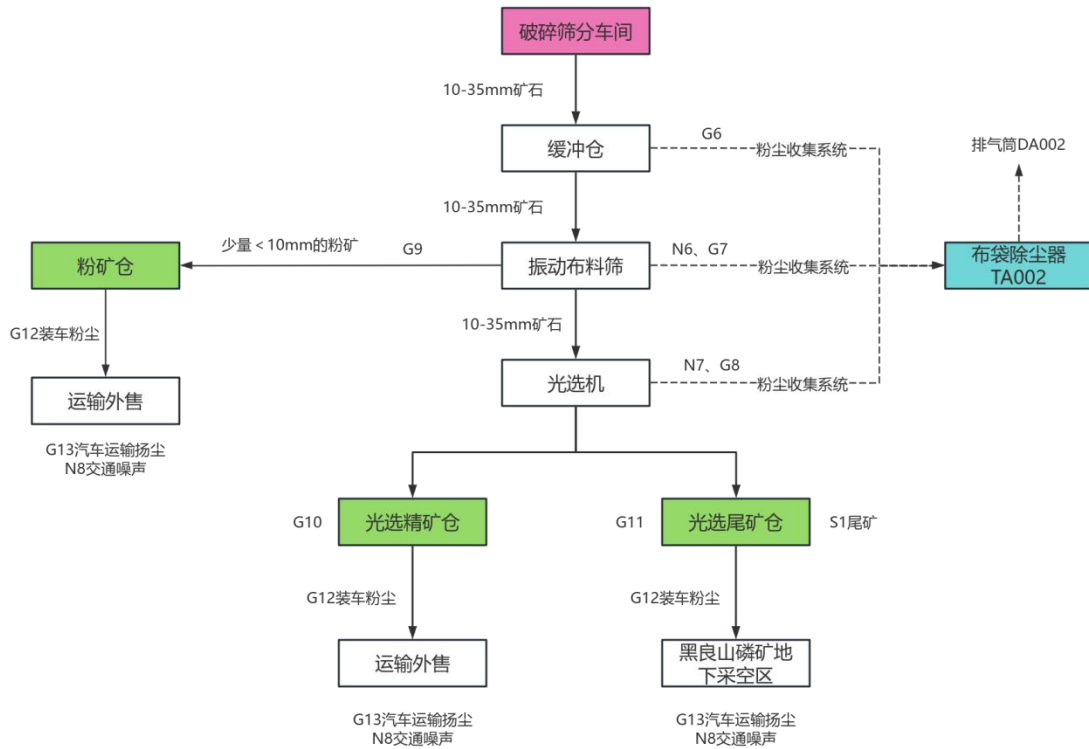 破碎筛分车间
10-35mm矿石
缓冲仓
G6
粉尘收集系统
排气筒DA002
10-35mm矿石
少量＜10mm的粉矿
G9
粉矿仓
振动布料筛
N6、G7
粉尘收集系统
布袋除尘器
TA002
G12装车粉尘
10-35mm矿石
运输外售
光选机
N7、G8
粉尘收集系统
G13汽车运输扬尘
N8交通噪声
G10
光选精矿仓
G11
光选尾矿仓
S1尾矿
G12装车粉尘
G12装车粉尘
运输外售
黑良山磷矿地
下采空区
G13汽车运输扬尘
N8交通噪声
G13汽车运输扬尘
N8交通噪声